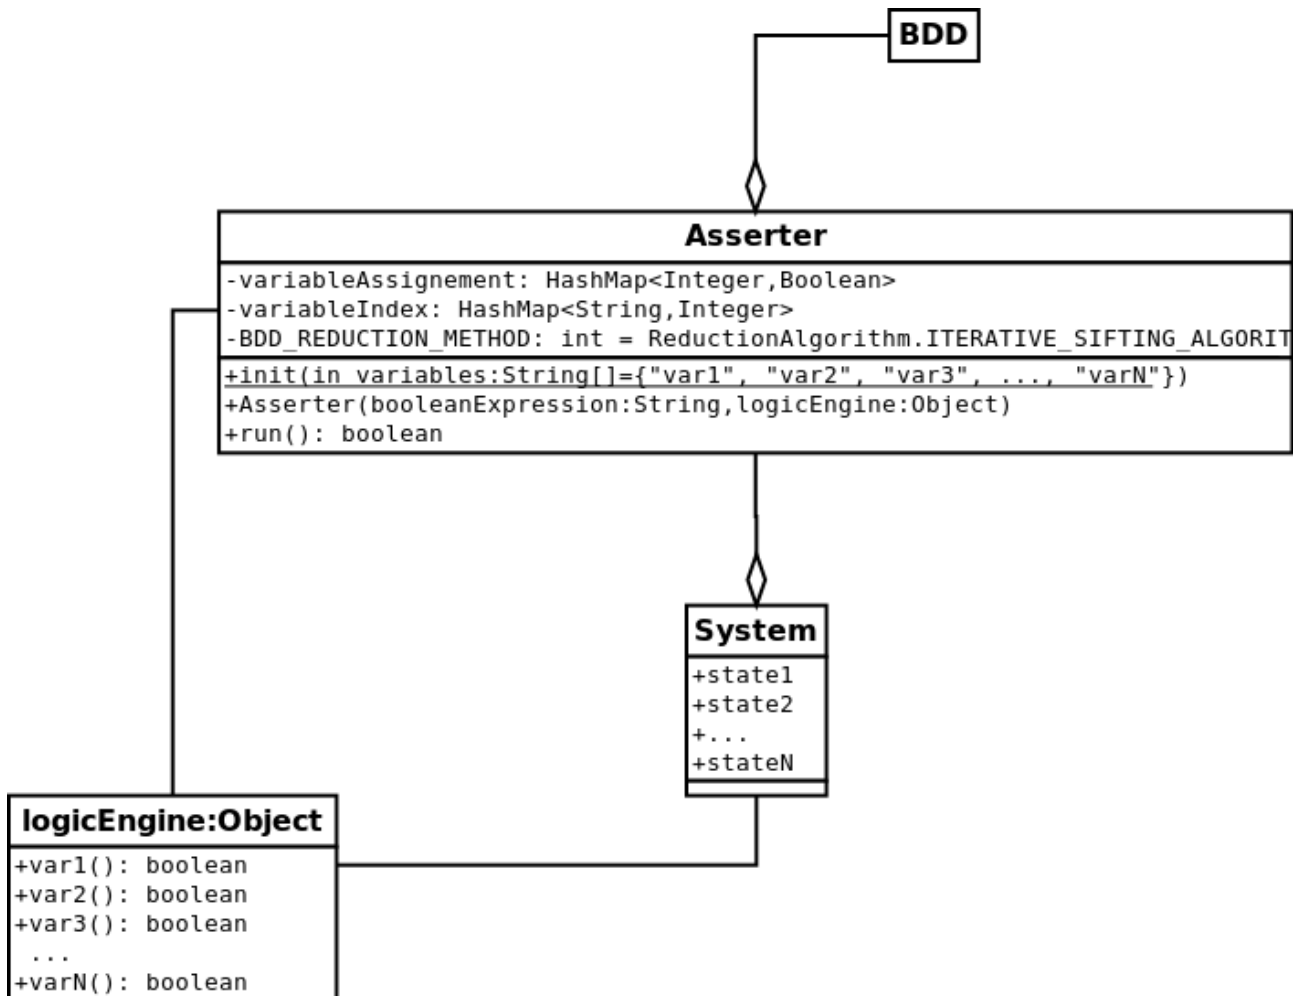 BDD
Asserter
-variableAssignement: HashMap<Integer,Boolean>
-variableIndex: HashMap<String,Integer>
-BDD_REDUCTION_METHOD: int = ReductionAlgorithm.ITERATIVE_SIFTING_ALGORIT
+init(in variables:String[]={"var1", "var2", "var3", ..., "varN"})
+Asserter(booleanExpression:String,logicEngine:Object)
+run(): boolean
System
+state1
+state2
+...
+stateN
logicEngine:Object
+var1(): boolean
+var2(): boolean
+var3(): boolean
...
+varN(): boolean